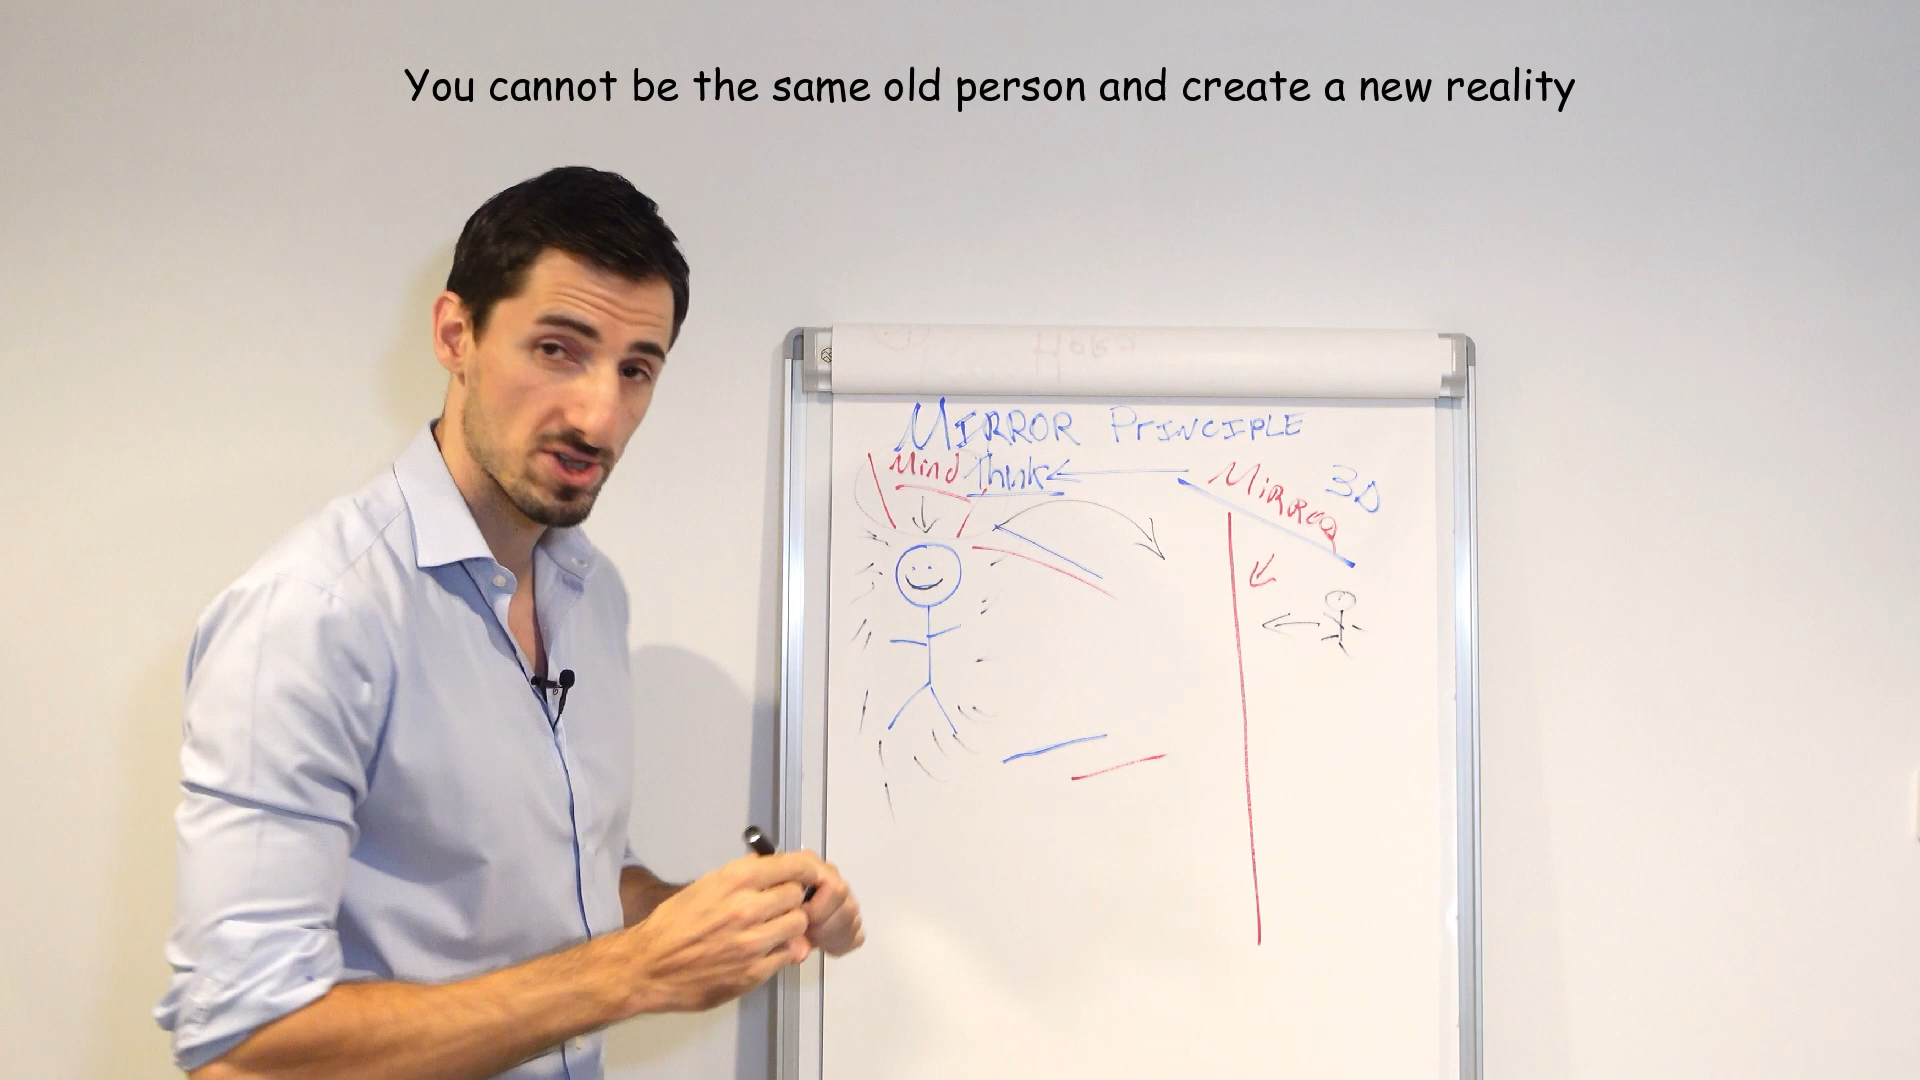 You cannot be the same old person and create a new reality
MIRROR PrINCIPLE
Mind Think
MiRROR 3D